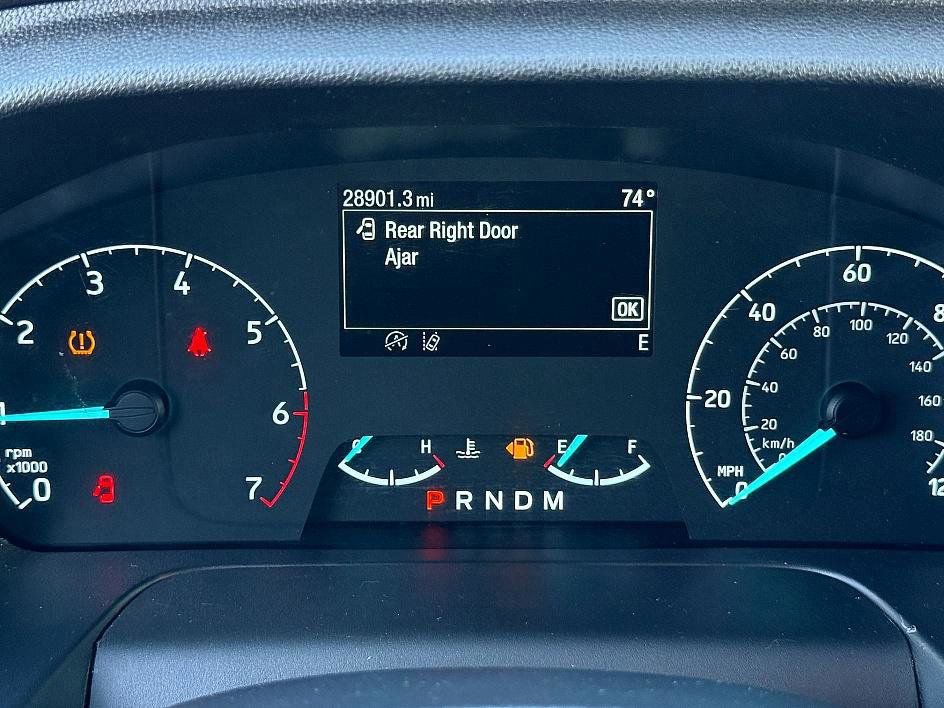 28901.3 mi 74°
Rear Right Door
Ajar
OK
E
1 2 3 4 5 6 7
rpm
x1000
0
H
E F
P R N D M
0 20 40 60
MPH
20 40 60 80 100 120 140 160 180
km/h